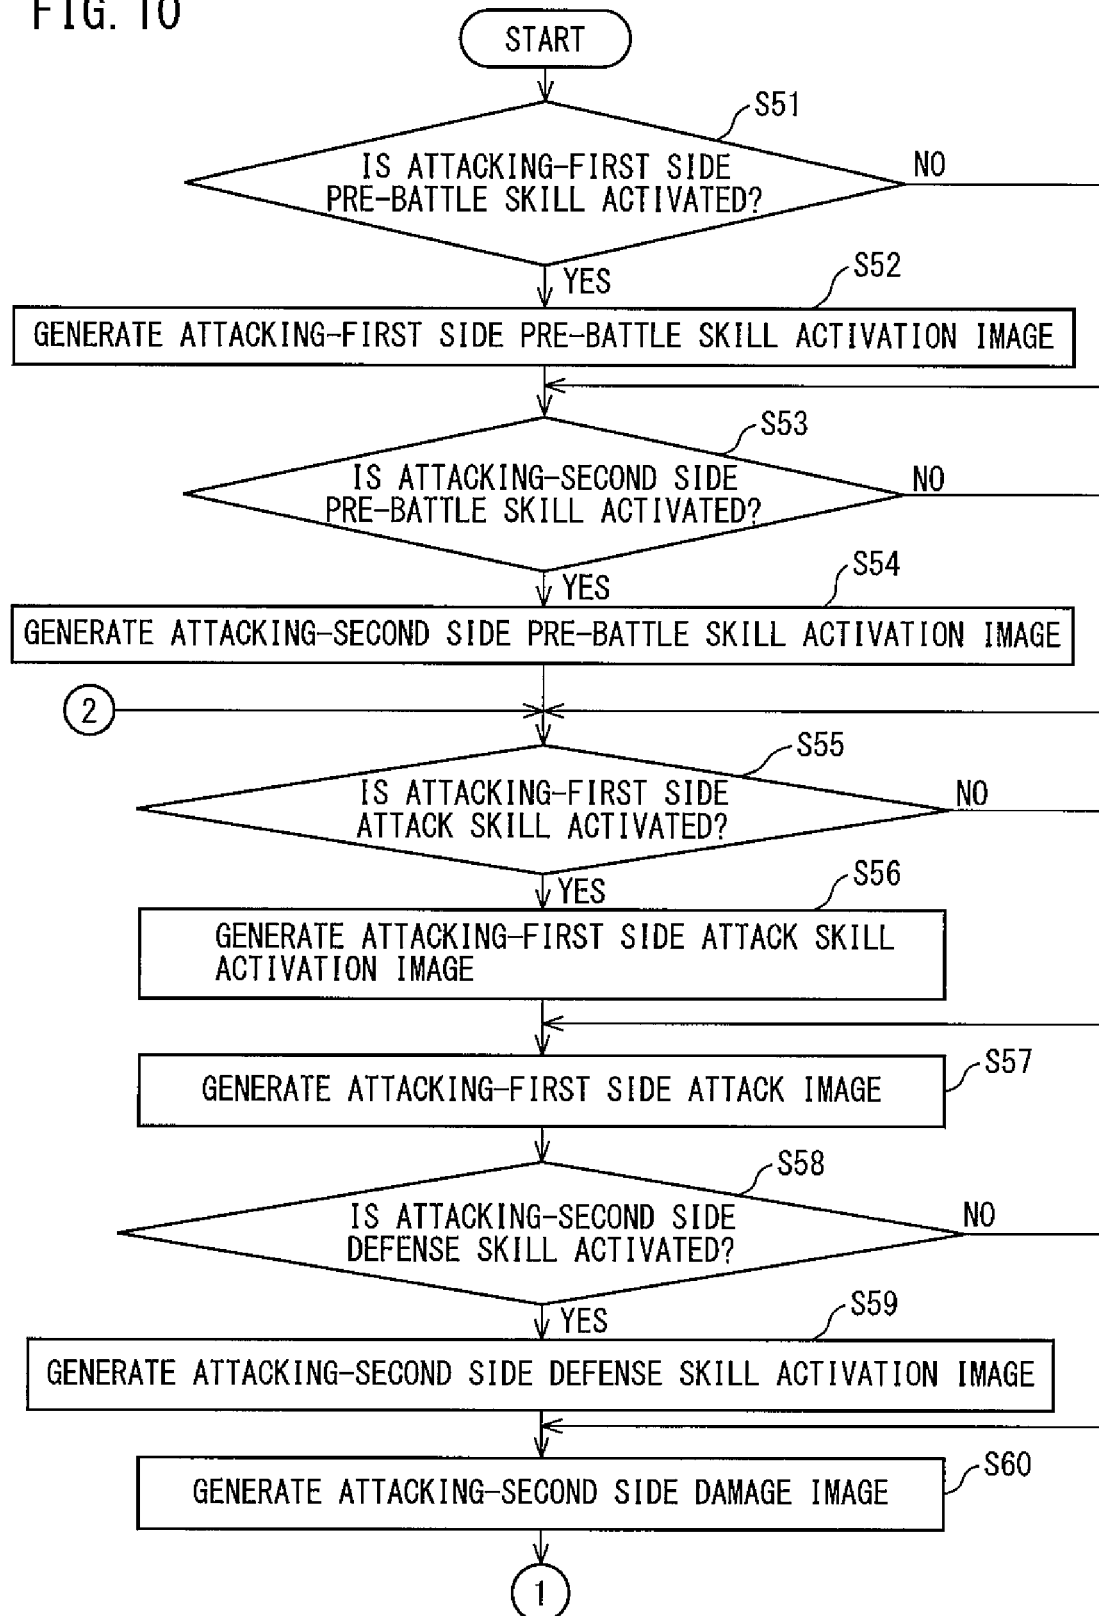 FIG. 10
START
S51
IS ATTACKING-FIRST SIDE
PRE-BATTLE SKILL ACTIVATED?
NO
YES
S52
GENERATE ATTACKING-FIRST SIDE PRE-BATTLE SKILL ACTIVATION IMAGE
S53
IS ATTACKING-SECOND SIDE
PRE-BATTLE SKILL ACTIVATED?
NO
YES
S54
GENERATE ATTACKING-SECOND SIDE PRE-BATTLE SKILL ACTIVATION IMAGE
2
S55
IS ATTACKING-FIRST SIDE
ATTACK SKILL ACTIVATED?
NO
YES
S56
GENERATE ATTACKING-FIRST SIDE ATTACK SKILL
ACTIVATION IMAGE
S57
GENERATE ATTACKING-FIRST SIDE ATTACK IMAGE
S58
IS ATTACKING-SECOND SIDE
DEFENSE SKILL ACTIVATED?
NO
YES
S59
GENERATE ATTACKING-SECOND SIDE DEFENSE SKILL ACTIVATION IMAGE
S60
GENERATE ATTACKING-SECOND SIDE DAMAGE IMAGE
1